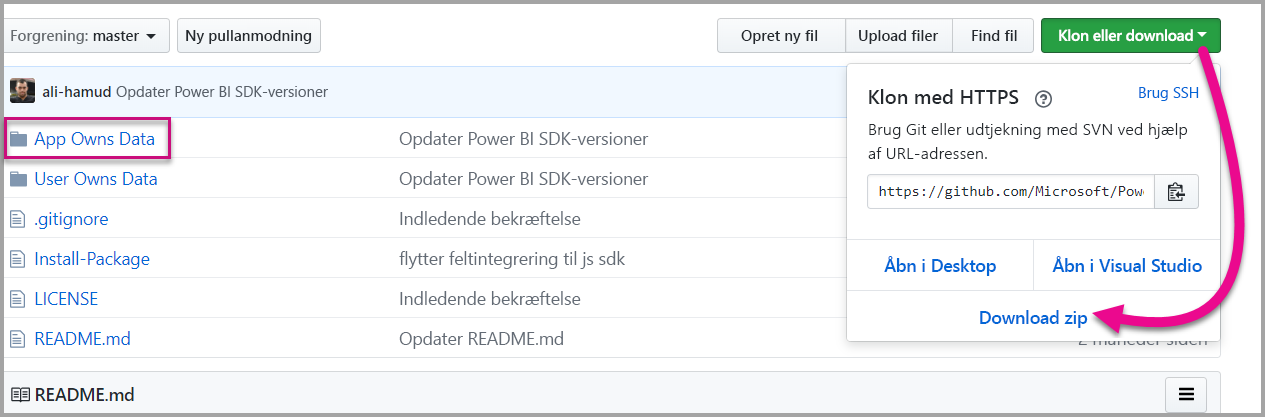 Forgrening: master
Ny pullanmodning
Opret ny fil
Upload filer
Find fil
Klon eller download
ali-hamud Opdater Power BI SDK-versioner
App Owns Data
Opdater Power BI SDK-versioner
User Owns Data
Opdater Power BI SDK-versioner
.gitignore
Indledende bekræftelse
Install-Package
flytter feltintegrering til js sdk
LICENSE
Indledende bekræftelse
README.md
Opdater README.md
2 måneder siden
Klon med HTTPS
Brug SSH
Brug Git eller udtjekning med SVN ved hjælp
af URL-adressen.
https://github.com/Microsoft/Pow
Åbn i Desktop
Åbn i Visual Studio
Download zip
README.md